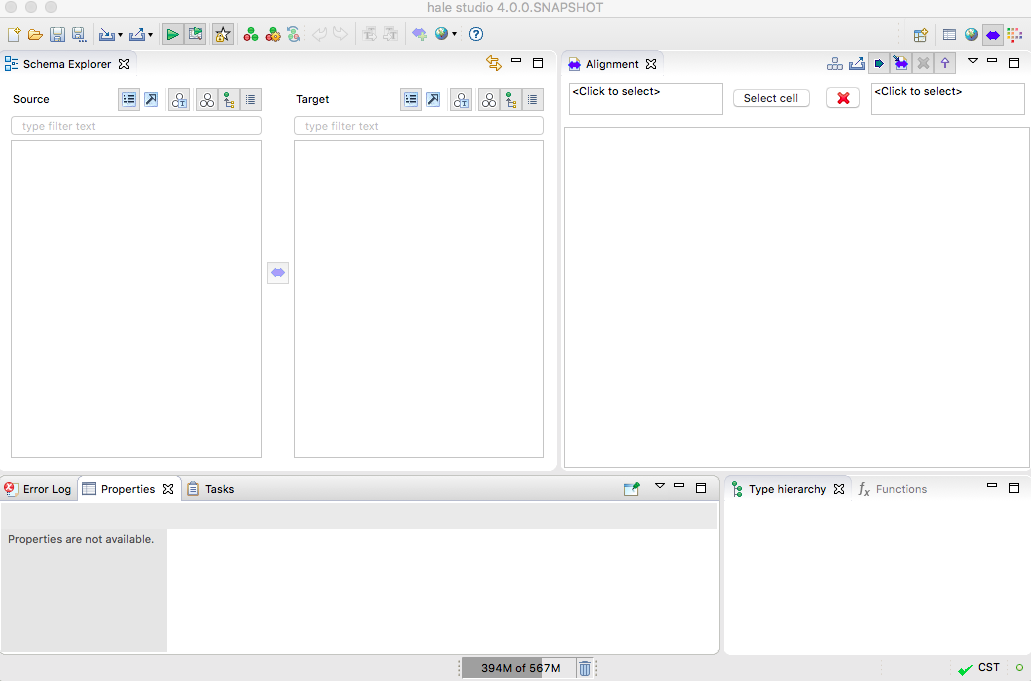 hale studio 4.0.0.SNAPSHOT
Schema Explorer
Alignment
Source
Target
<Click to select>
Select cell
<Click to select>
type filter text
type filter text
Error Log
Properties
Tasks
Type hierarchy
Functions
Properties are not available.
394M of 567M
CST